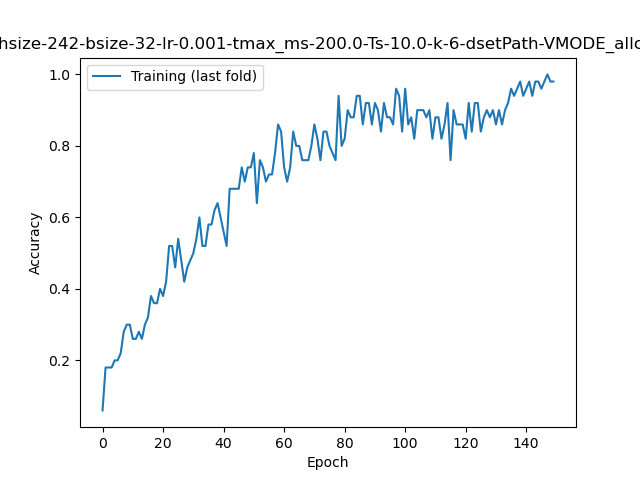 hsize-242-bsize-32-lr-0.001-tmax_ms-200.0-Ts-10.0-k-6-dsetPath-VMODE_allc
Training (last fold)
1.0
0.8
0.6
0.4
0.2
Accuracy
0 20 40 60 80 100 120 140
Epoch